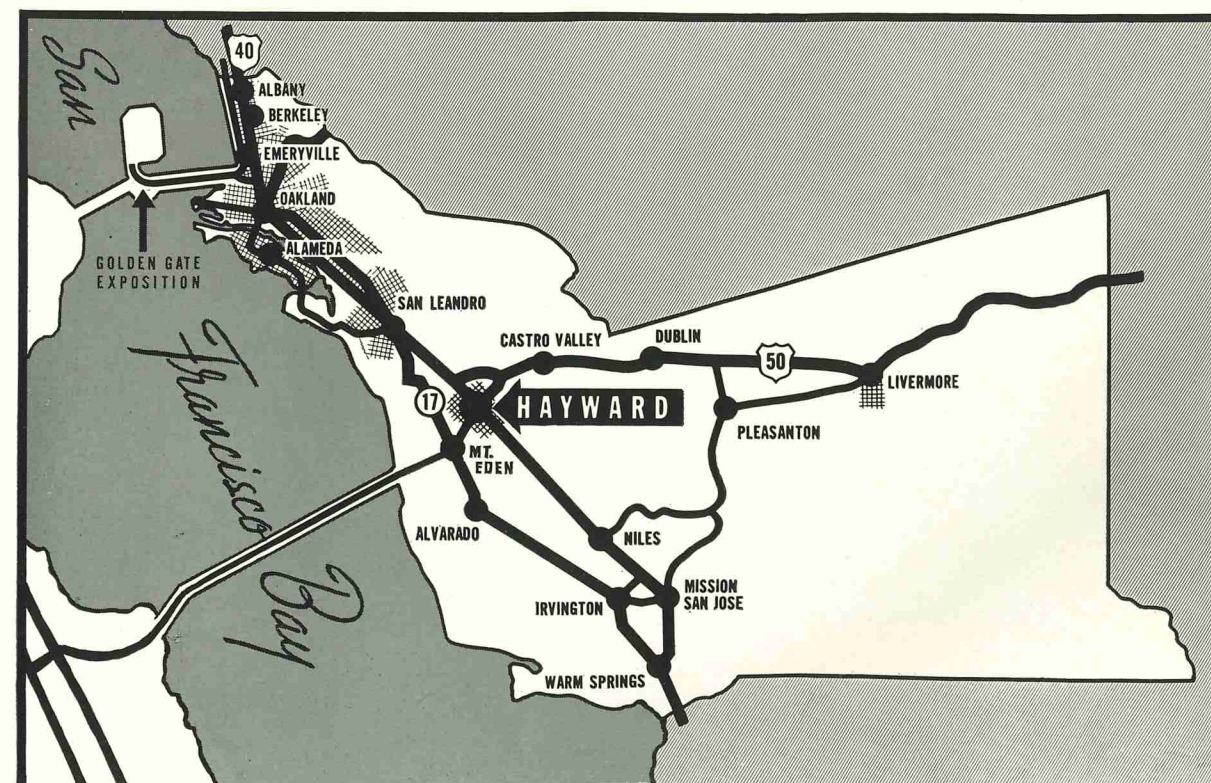 40
San
ALBANY
BERKELEY
EMERYVILLE
OAKLAND
ALAMEDA
GOLDEN GATE
EXPOSITION
SAN LEANDRO
Francisco
CASTRO VALLEY
DUBLIN
50
LIVERMORE
17
HAYWARD
PLEASANTON
MT.
EDEN
ALVARADO
NILES
Bay
IRVINGTON
MISSION
SAN JOSE
WARM SPRINGS